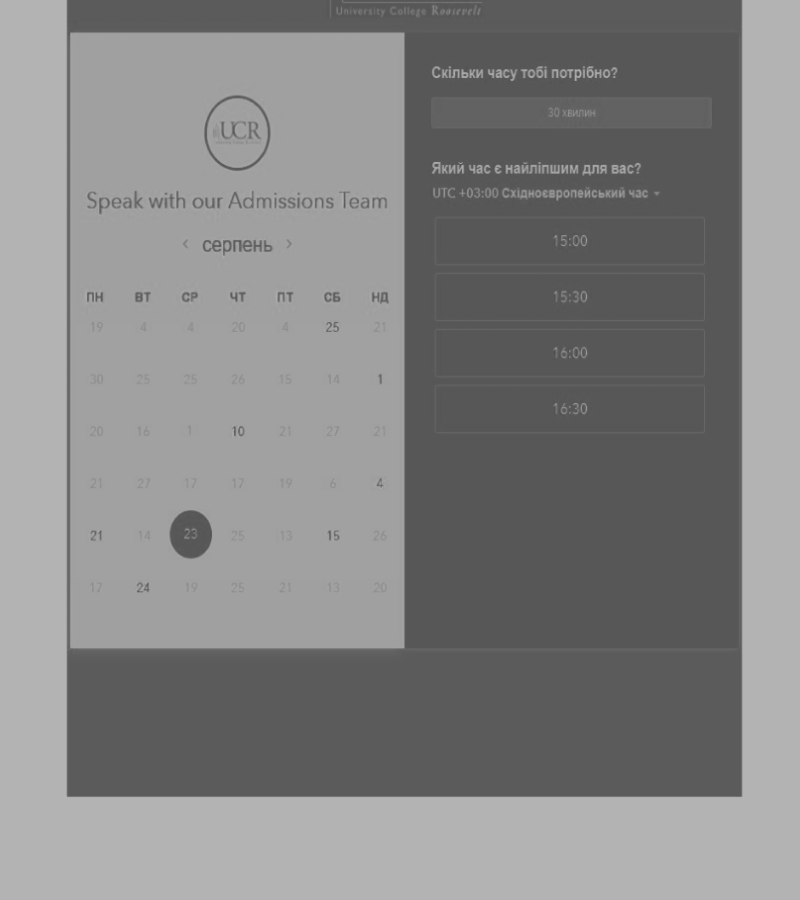 University College Roosevelt
UCR
Speak with our Admissions Team
< серпень >
ПН ВТ СР ЧТ ПТ СБ НД
19 4 4 20 4 25 21
30 25 25 26 15 14 1
20 16 1 10 21 27 21
21 27 17 17 19 6 4
21 14 23 25 13 15 26
17 24 19 25 21 13 20
Скільки часу тобі потрібно?
30 хвилин
Який час є найліпшим для вас?
UTC +03:00 Східноєвропейський час
15:00
15:30
16:00
16:30